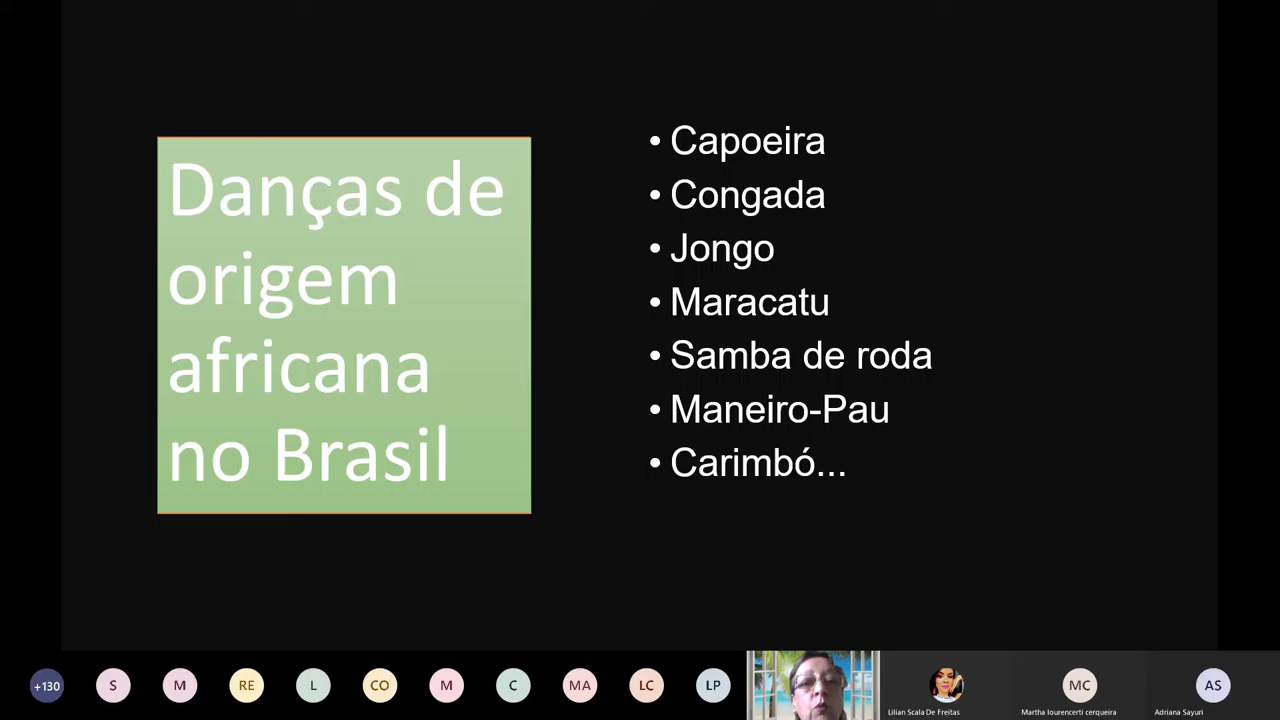 Danças de
origem
africana
no Brasil
• Capoeira
• Congada
• Jongo
• Maracatu
• Samba de roda
• Maneiro-Pau
• Carimbó...
+130
S
M
RE
L
CO
M
C
MA
LC
LP
MC
AS
Lilian Scala De Freitas
Martha lourencerti cerqueira
Adriana Sayuri